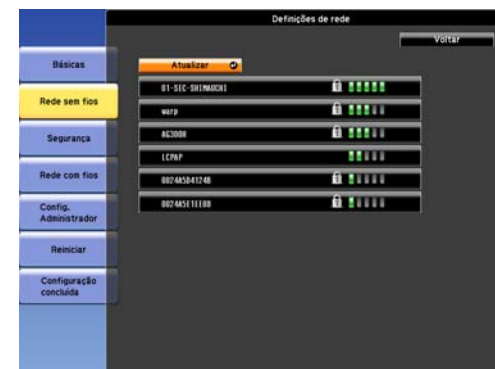 Definições de rede
Voltar
Básicas
Atualizar
01-SEC-SHIMAUCHI
Rede sem fios
warp
AG300H
Segurança
LCPAP
Rede com fios
0024A5D4124B
Config.
Administrador
0024A5E1EE80
Reiniciar
Configuração
concluída